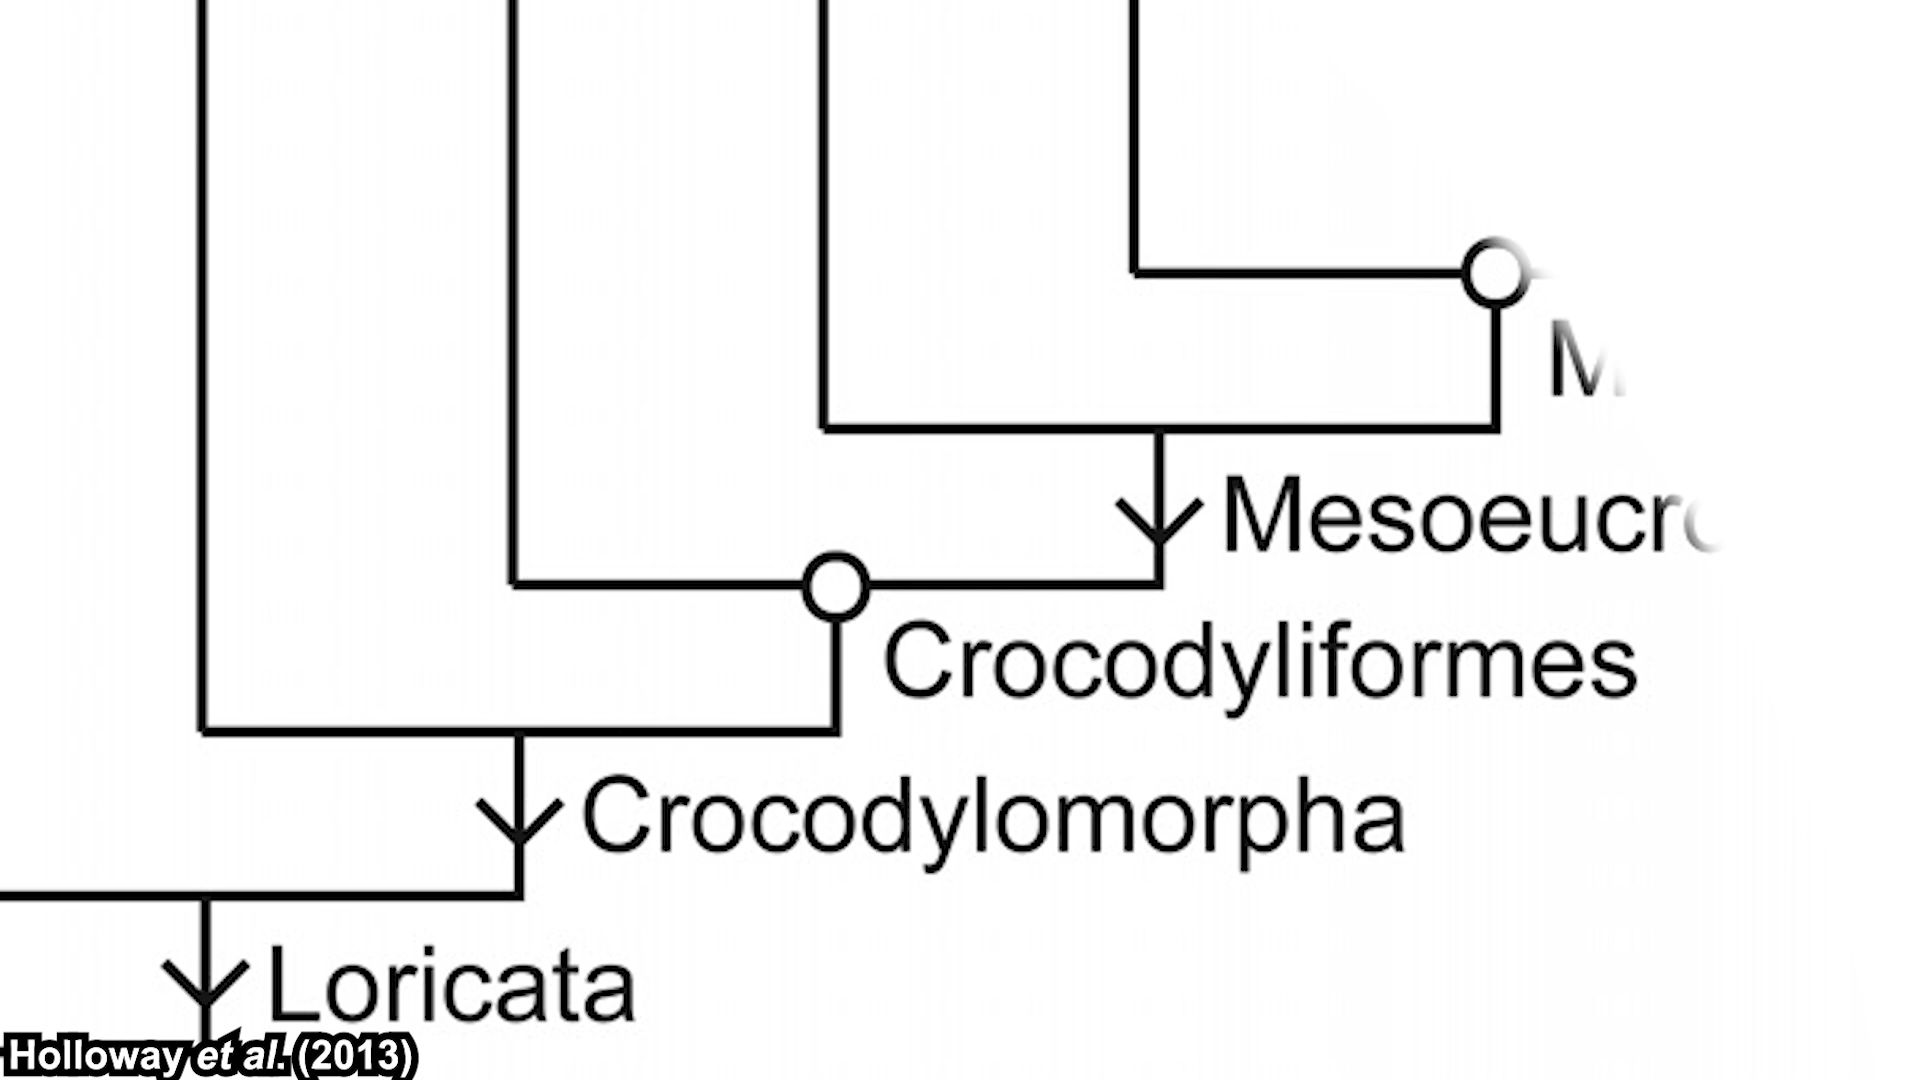 Mesoeucr
Crocodyliformes
Crocodylomorpha
Loricata
Holloway et al. (2013)